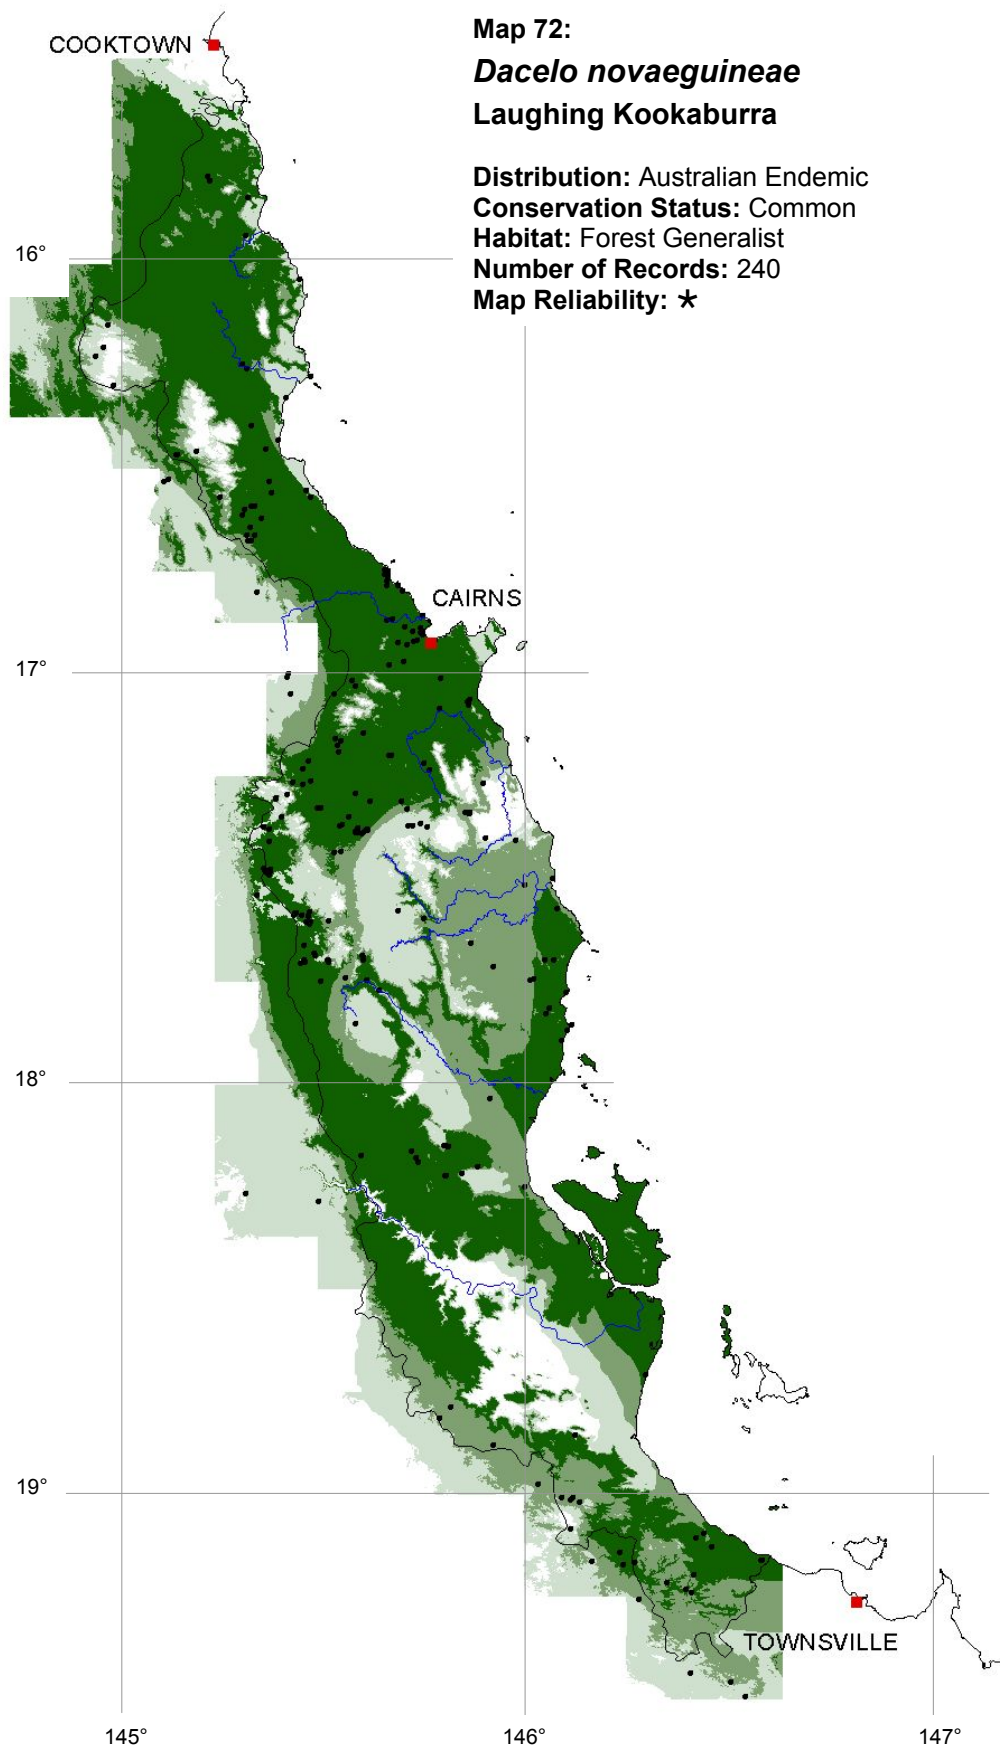 Map 72:
Dacelo novaeguineae
Laughing Kookaburra
Distribution: Australian Endemic
Conservation Status: Common
Habitat: Forest Generalist
Number of Records: 240
Map Reliability: *
COOKTOWN
16°
CAIRNS
17°
18°
19°
TOWNSVILLE
145°
146°
147°